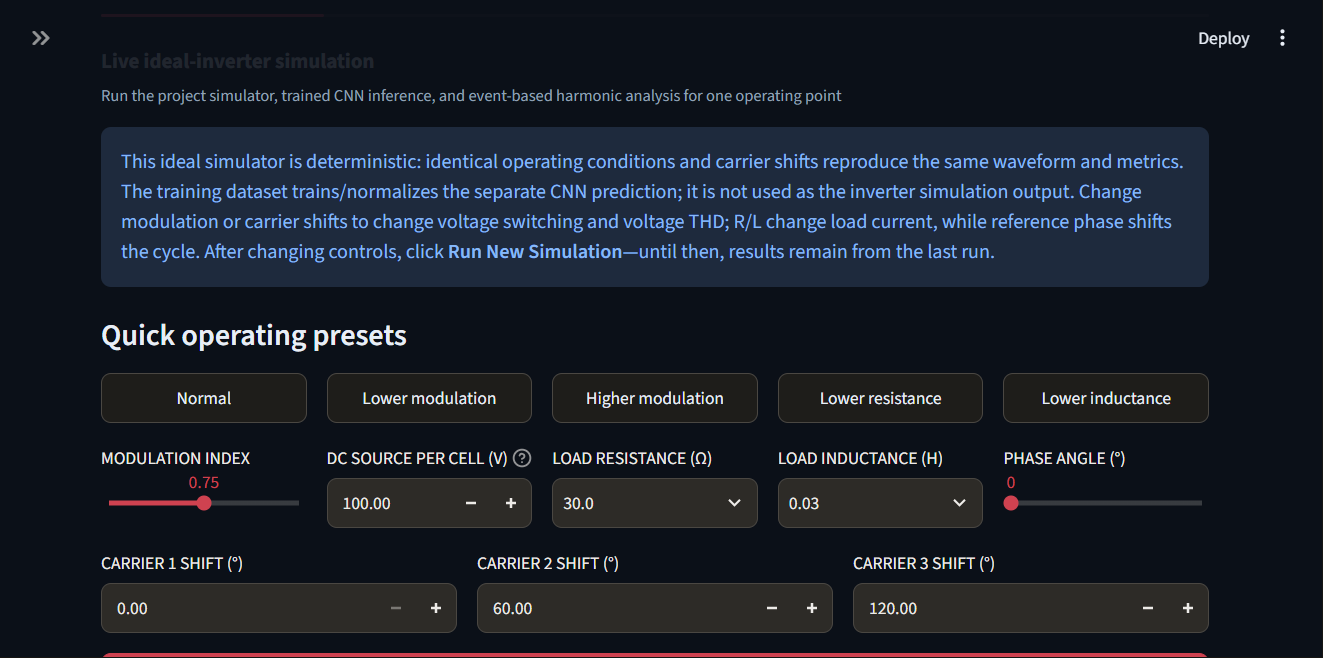 Deploy
Live ideal-inverter simulation
Run the project simulator, trained CNN inference, and event-based harmonic analysis for one operating point
This ideal simulator is deterministic: identical operating conditions and carrier shifts reproduce the same waveform and metrics.
The training dataset trains/normalizes the separate CNN prediction; it is not used as the inverter simulation output. Change
modulation or carrier shifts to change voltage switching and voltage THD; R/L change load current, while reference phase shifts
the cycle. After changing controls, click Run New Simulation—until then, results remain from the last run.
Quick operating presets
Normal
Lower modulation
Higher modulation
Lower resistance
Lower inductance
MODULATION INDEX
0.75
DC SOURCE PER CELL (V)
100.00
LOAD RESISTANCE (Ω)
30.0
LOAD INDUCTANCE (H)
0.03
PHASE ANGLE (°)
0
CARRIER 1 SHIFT (°)
0.00
CARRIER 2 SHIFT (°)
60.00
CARRIER 3 SHIFT (°)
120.00